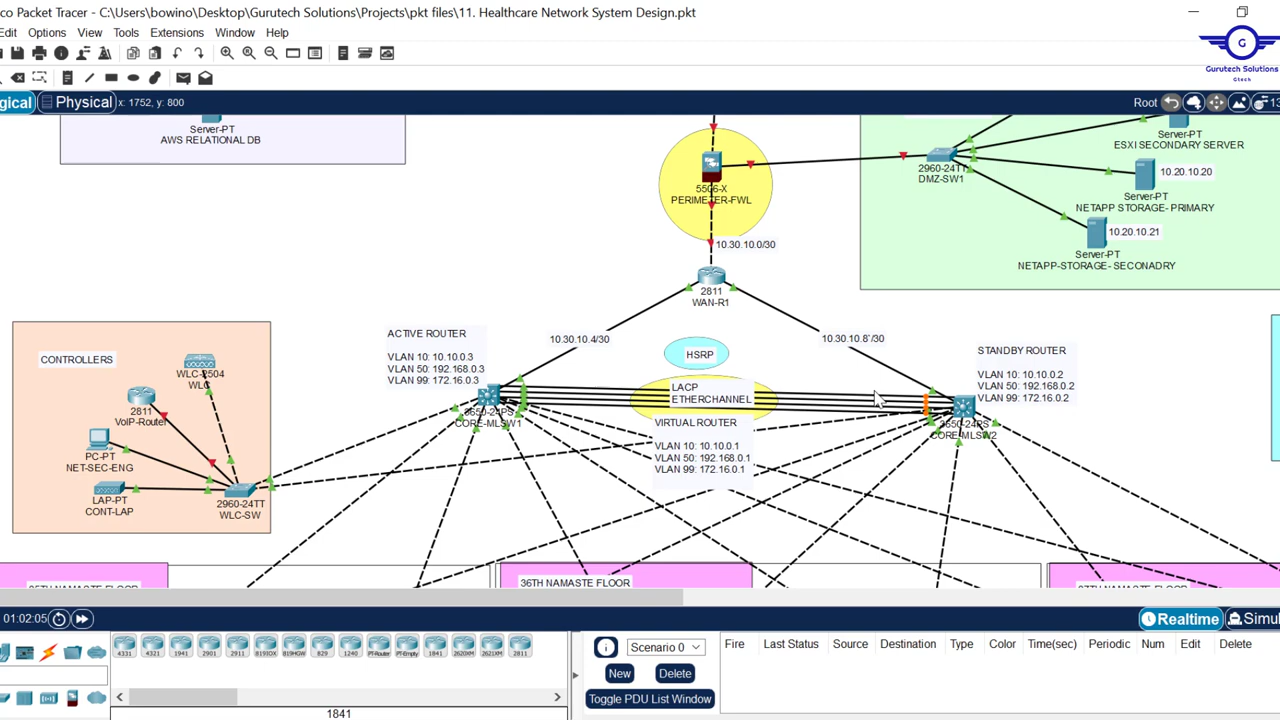 co Packet Tracer - C:\Users\bowino\Desktop\Gurutech Solutions\Projects\pkt files\11. Healthcare Network System Design.pkt
Edit Options View Tools Extensions Window Help
G
Gurutech Solutions
Gtech
gical Physical x: 1752, y: 800
Root
Server-PT
AWS RELATIONAL DB
5506-X
PERIMETER-FWL
10.30.10.0/30
2960-24TT
DMZ-SW1
Server-PT
ESXI SECONDARY SERVER
10.20.10.20
Server-PT
NETAPP STORAGE- PRIMARY
10.20.10.21
Server-PT
NETAPP-STORAGE- SECONADRY
2811
WAN-R1
10.30.10.4/30
10.30.10.8'/30
HSRP
ACTIVE ROUTER
VLAN 10: 10.10.0.3
VLAN 50: 192.168.0.3
VLAN 99: 172.16.0.3
STANDBY ROUTER
VLAN 10: 10.10.0.2
VLAN 50: 192.168.0.2
VLAN 99: 172.16.0.2
LACP
ETHERCHANNEL
3650-24PS
CORE-MLSW1
3650-24PS
CORE-MLSW2
VIRTUAL ROUTER
VLAN 10: 10.10.0.1
VLAN 50: 192.168.0.1
VLAN 99: 172.16.0.1
CONTROLLERS
WLC-2504
WLC
2811
VoIP-Router
PC-PT
NET-SEC-ENG
LAP-PT
CONT-LAP
2960-24TT
WLC-SW
36TH NAMASTE FLOOR
01:02:05
Realtime
Simul
4331 4321 1941 2901 2911 819IOX 819HGW 829 1240 PT-Router PT-Empty 1841 2620XM 2621XM 2811
1841
Scenario 0
New Delete
Toggle PDU List Window
Fire Last Status Source Destination Type Color Time(sec) Periodic Num Edit Delete